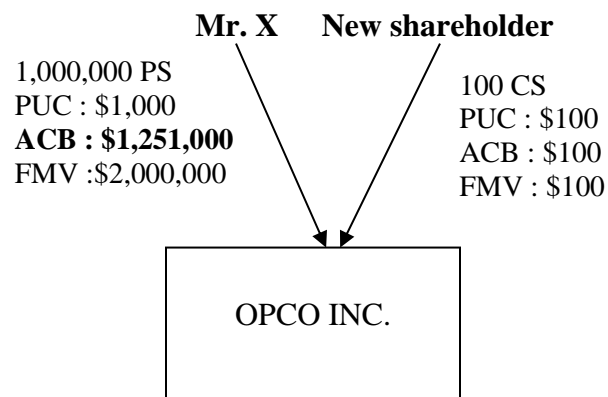 Mr. X New shareholder
1,000,000 PS
PUC : $1,000
ACB : $1,251,000
FMV :$2,000,000
100 CS
PUC : $100
ACB : $100
FMV : $100
OPCO INC.